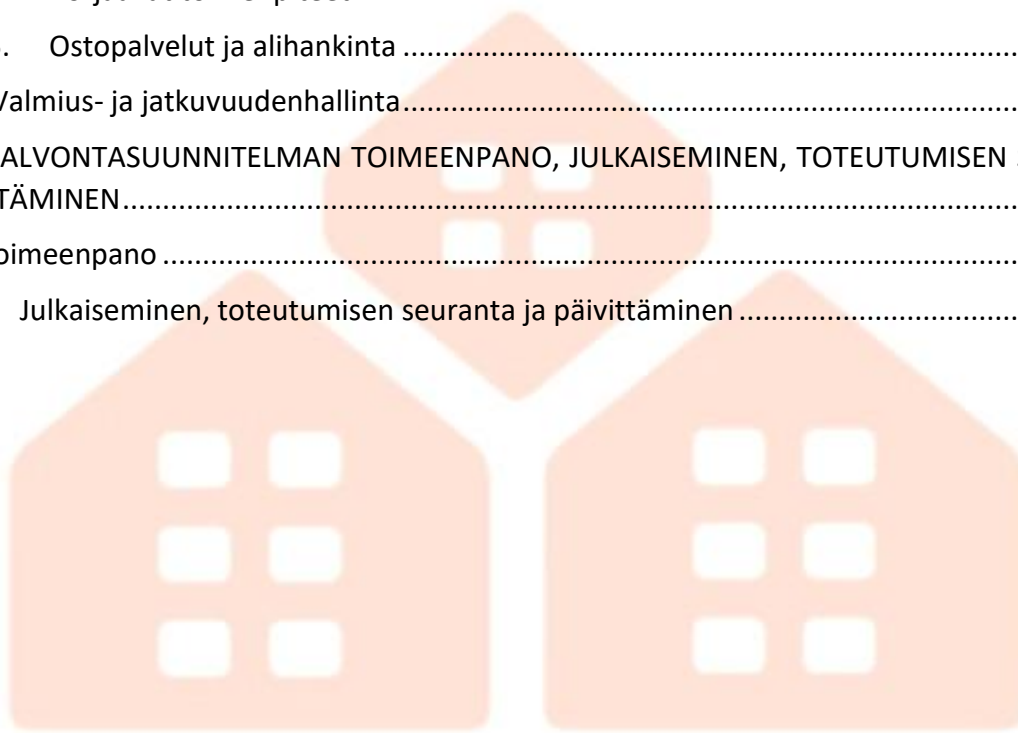 . Ostopalvelut ja alihankinta ................................................................
Valmius- ja jatkuvuudenhallinta................................................................
ALVONTASUUNNITELMAN TOIMEENPANO, JULKAISEMINEN, TOTEUTUMISEN
TÄMINEN................................................................
oimeenpano ................................................................
Julkaiseminen, toteutumisen seuranta ja päivittäminen ................................